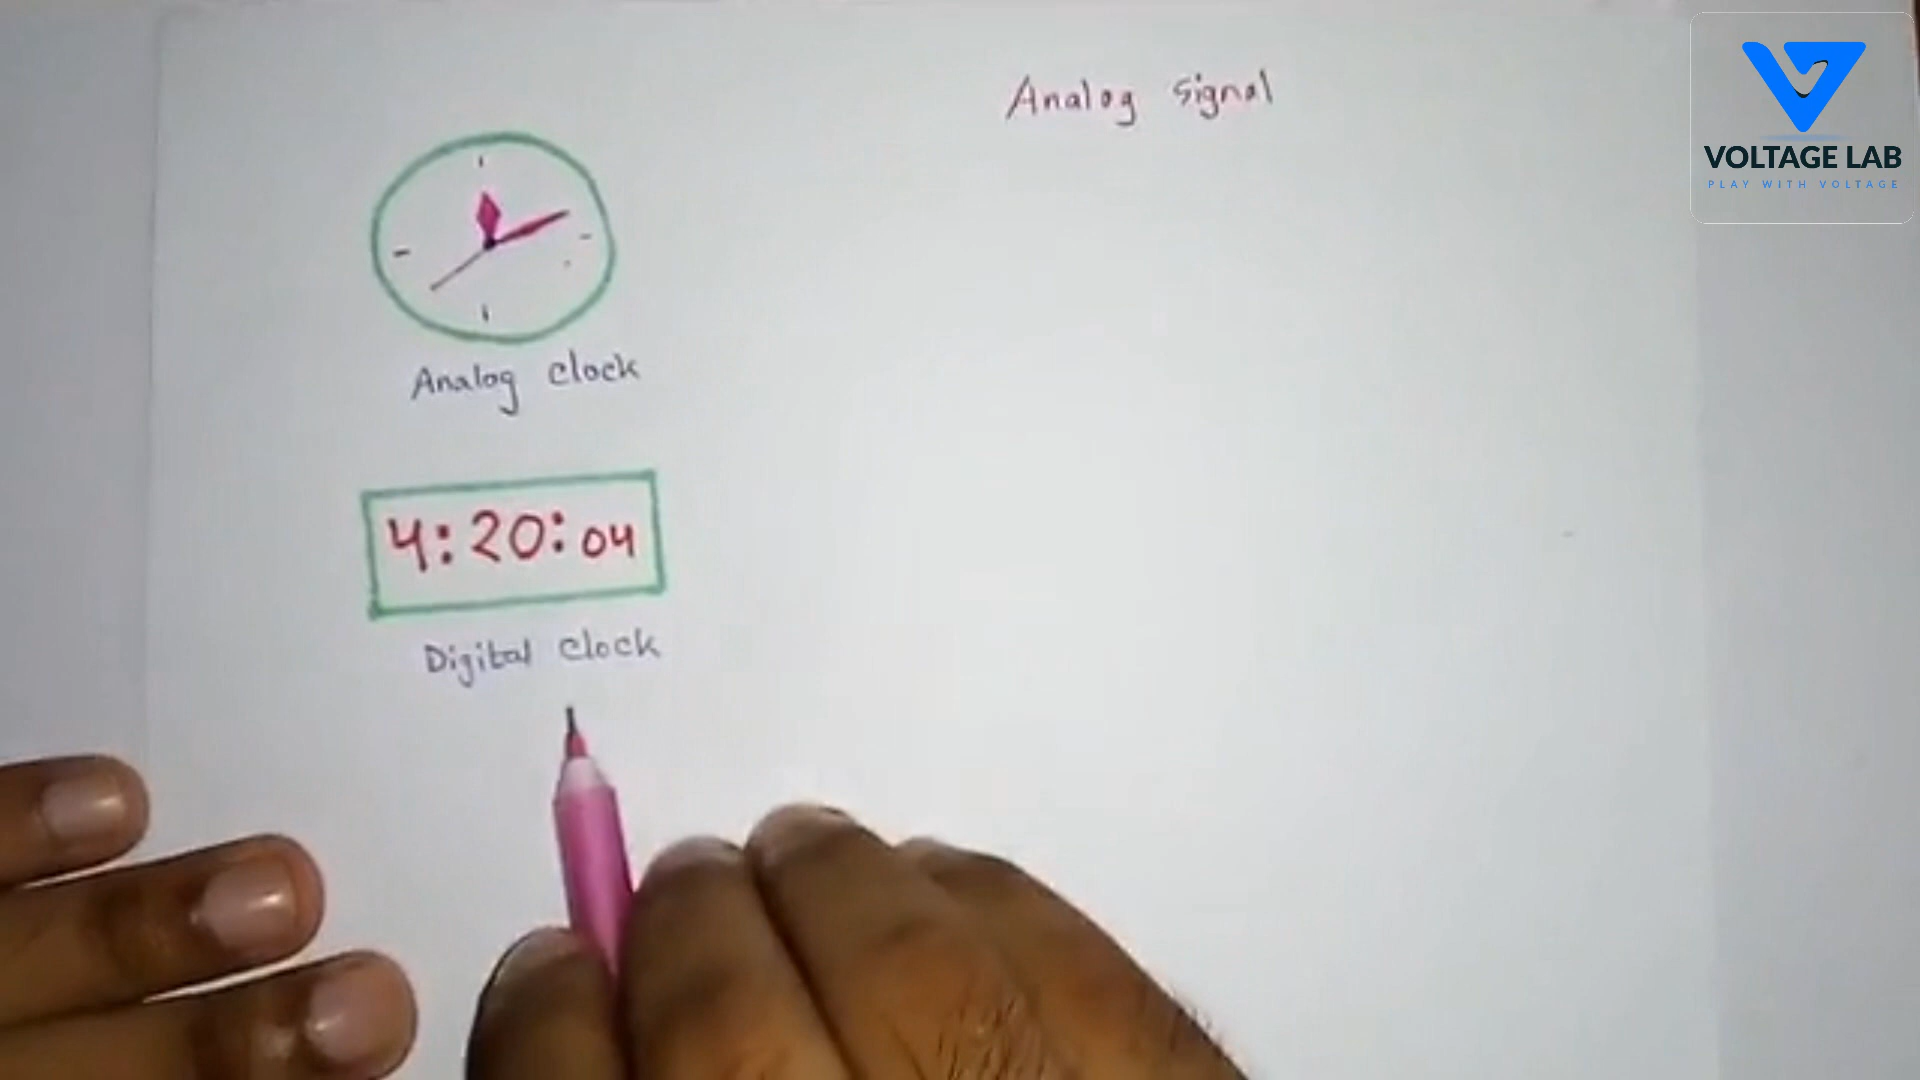 Analog Signal
VOLTAGE LAB
PLAY WITH VOLTAGE
Analog Clock
4:20:04
Digital Clock